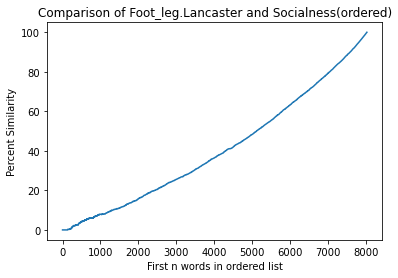 Comparison of Foot_leg.Lancaster and Socialness(ordered)
100
80
60
40
20
0
Percent Similarity
0 1000 2000 3000 4000 5000 6000 7000 8000
First n words in ordered list